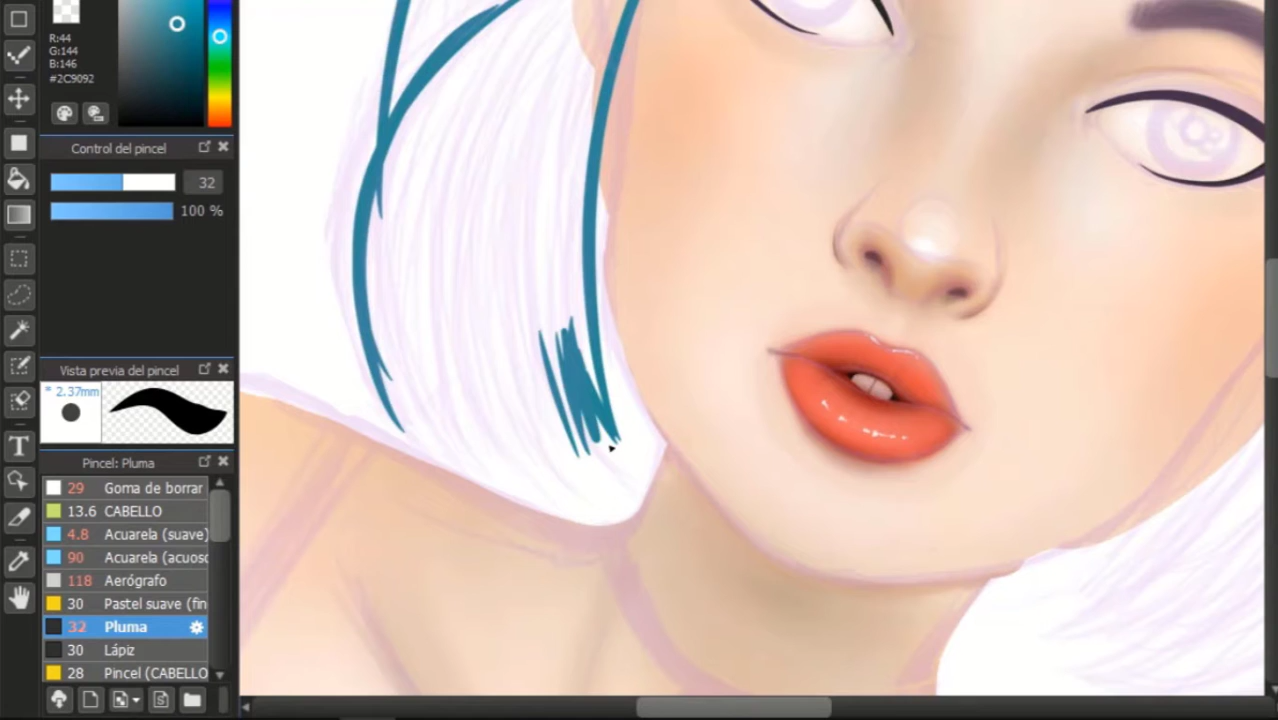 R:44
G:144
B:146
#2C9092
Control del pincel
32
100 %
Vista previa del pincel
* 2.37mm
Pincel: Pluma
29 Goma de borrar
13.6 CABELLO
4.8 Acuarela (suave)
90 Acuarela (acuoso
118 Aerógrafo
30 Pastel suave (fin
32 Pluma
30 Lápiz
28 Pincel (CABELLO